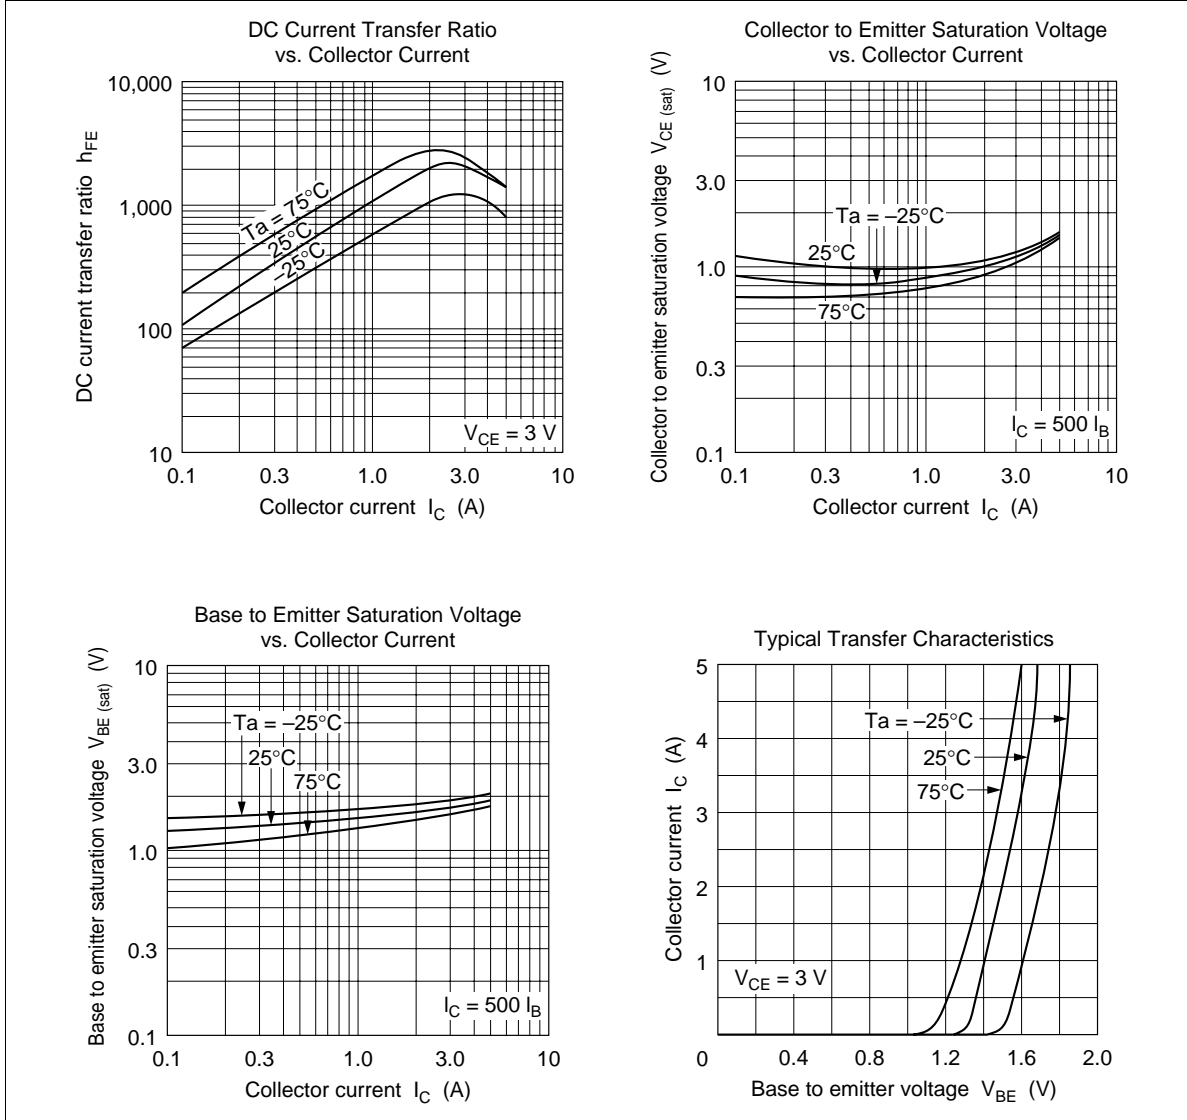 DC Current Transfer Ratio
vs. Collector Current
DC current transfer ratio hFE
10,000
1,000
100
10
Ta = 75°C
25°C
–25°C
VCE = 3 V
0.1
0.3
1.0
3.0
10
Collector current IC (A)
Collector to Emitter Saturation Voltage
vs. Collector Current
Collector to emitter saturation voltage VCE (sat) (V)
10
3.0
1.0
0.3
0.1
Ta = –25°C
25°C
75°C
IC = 500 IB
0.1
0.3
1.0
3.0
10
Collector current IC (A)
Base to Emitter Saturation Voltage
vs. Collector Current
Base to emitter saturation voltage VBE (sat) (V)
10
3.0
1.0
0.3
0.1
Ta = –25°C
25°C
75°C
IC = 500 IB
0.1
0.3
1.0
3.0
10
Collector current IC (A)
Typical Transfer Characteristics
Collector current IC (A)
5
4
3
2
1
Ta = –25°C
25°C
75°C
VCE = 3 V
0
0.4
0.8
1.2
1.6
2.0
Base to emitter voltage VBE (V)